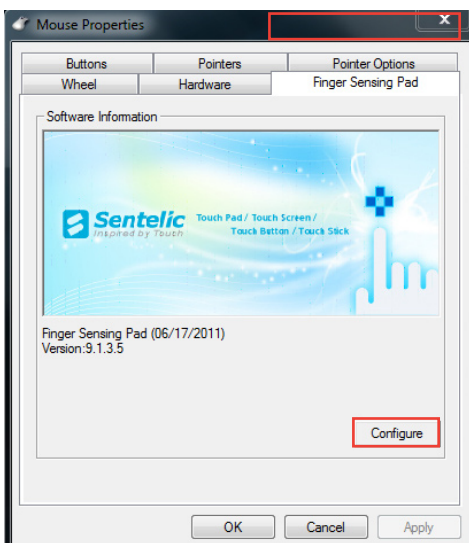 Mouse Properties
x
Buttons
Pointers
Pointer Options
Wheel
Hardware
Finger Sensing Pad
Software Information
Sentelic
Inspired by Touch
Touch Pad / Touch Screen /
Touch Button / Touch Stick
Finger Sensing Pad (06/17/2011)
Version:9.1.3.5
Configure
OK
Cancel
Apply